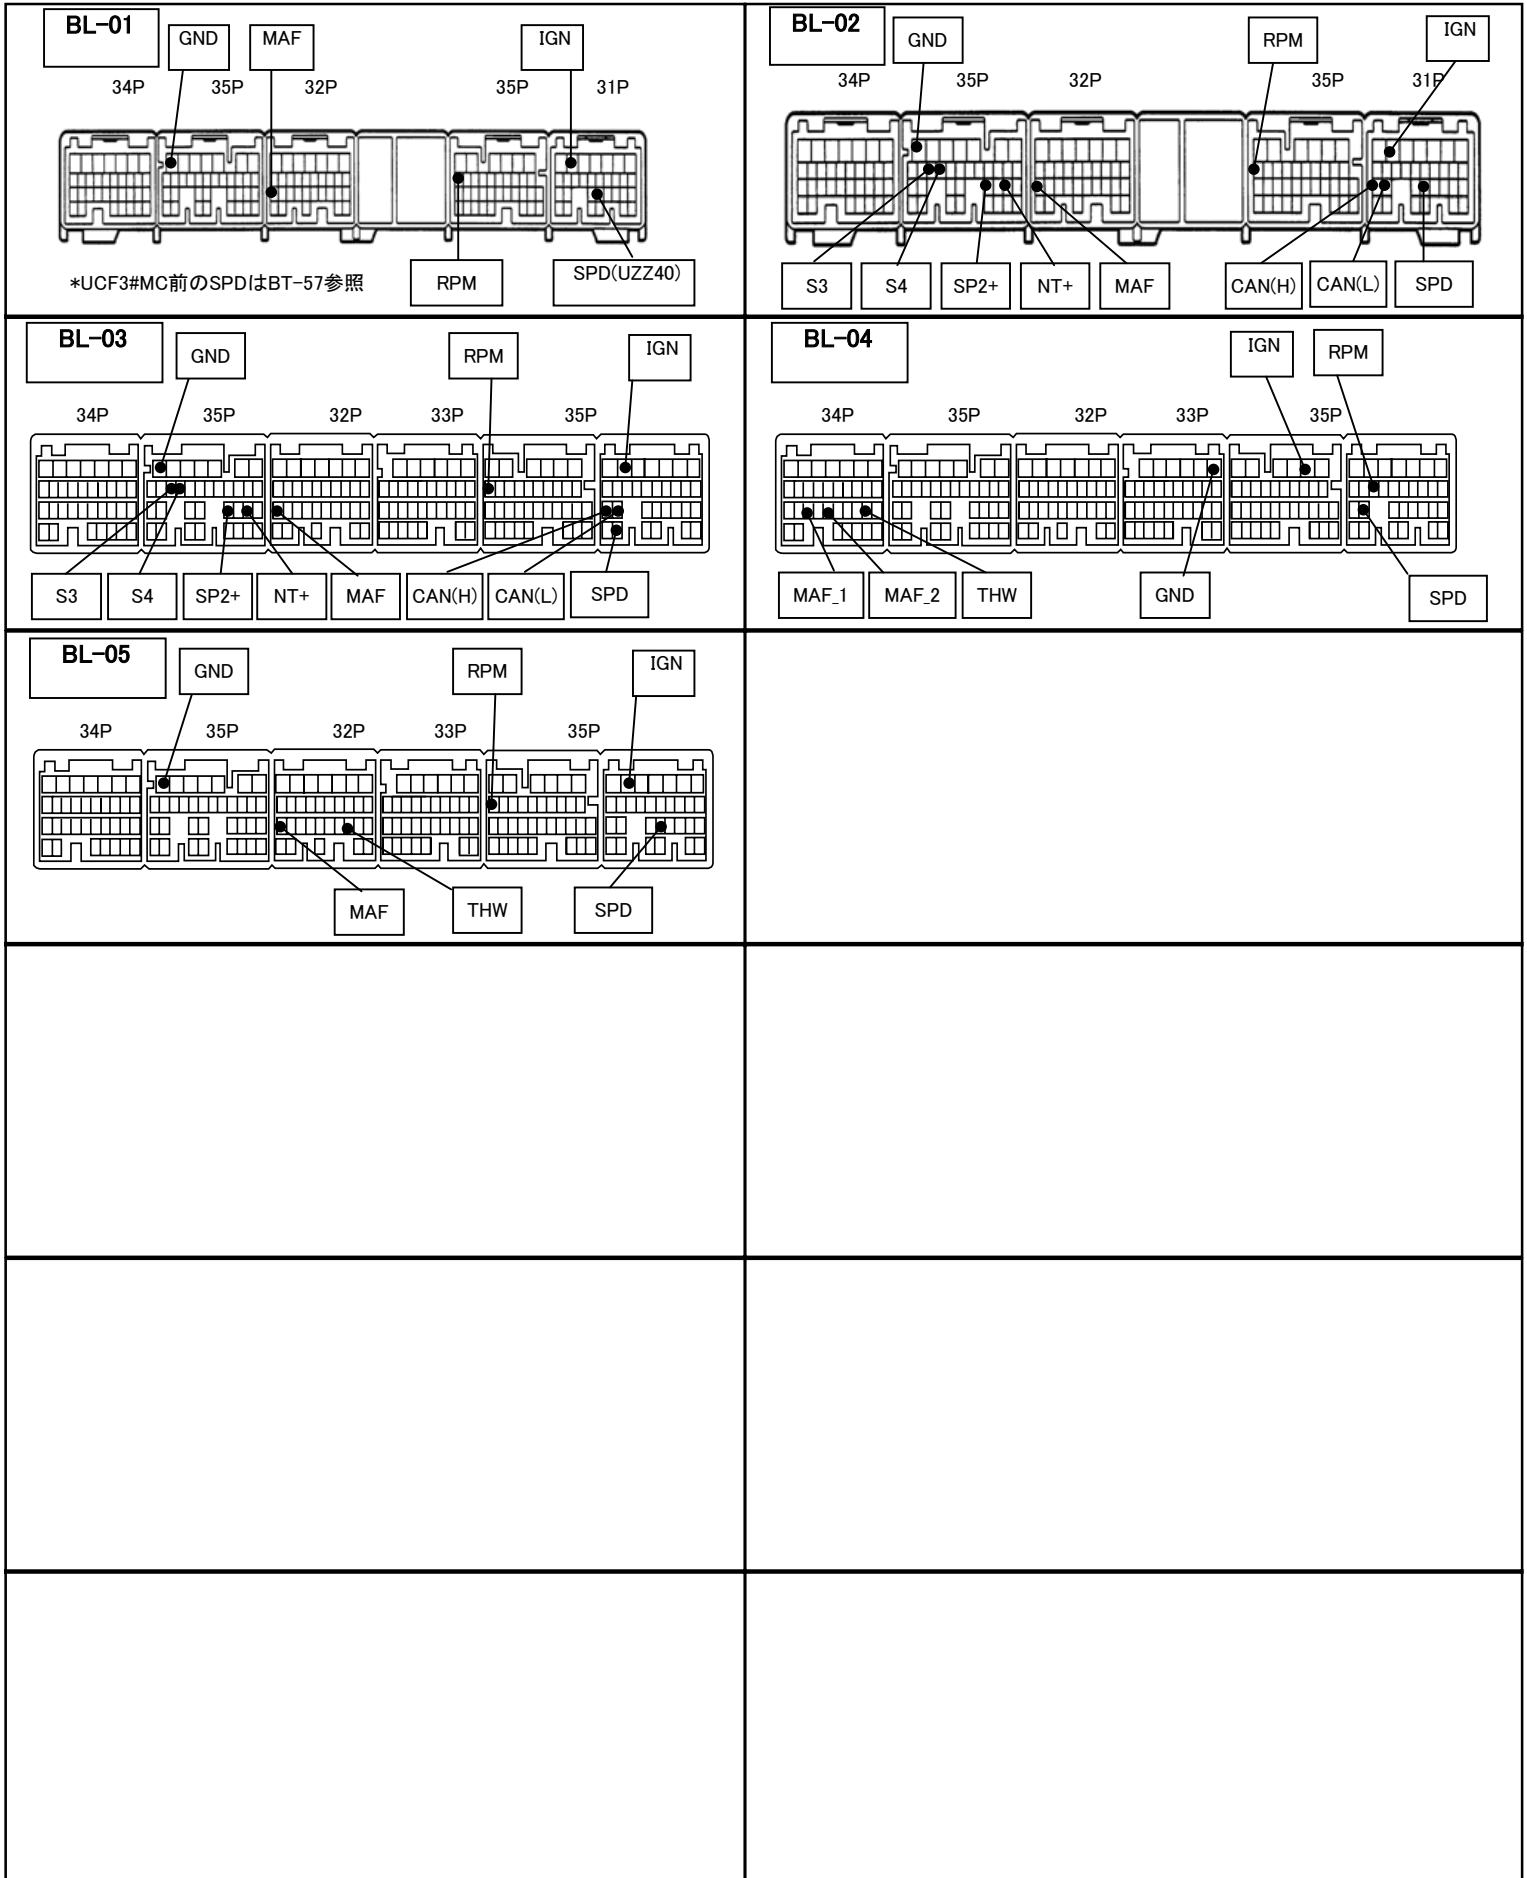 BL-01
GND
MAF
IGN
34P
35P
32P
35P
31P
*UCF3#MC前のSPDはBT-57参照
RPM
SPD(UZZ40)
BL-02
GND
RPM
IGN
34P
35P
32P
35P
31P
S3
S4
SP2+
NT+
MAF
CAN(H)
CAN(L)
SPD
BL-03
GND
RPM
IGN
34P
35P
32P
33P
35P
S3
S4
SP2+
NT+
MAF
CAN(H)
CAN(L)
SPD
BL-04
IGN
RPM
34P
35P
32P
33P
35P
MAF_1
MAF_2
THW
GND
SPD
BL-05
GND
RPM
IGN
34P
35P
32P
33P
35P
MAF
THW
SPD